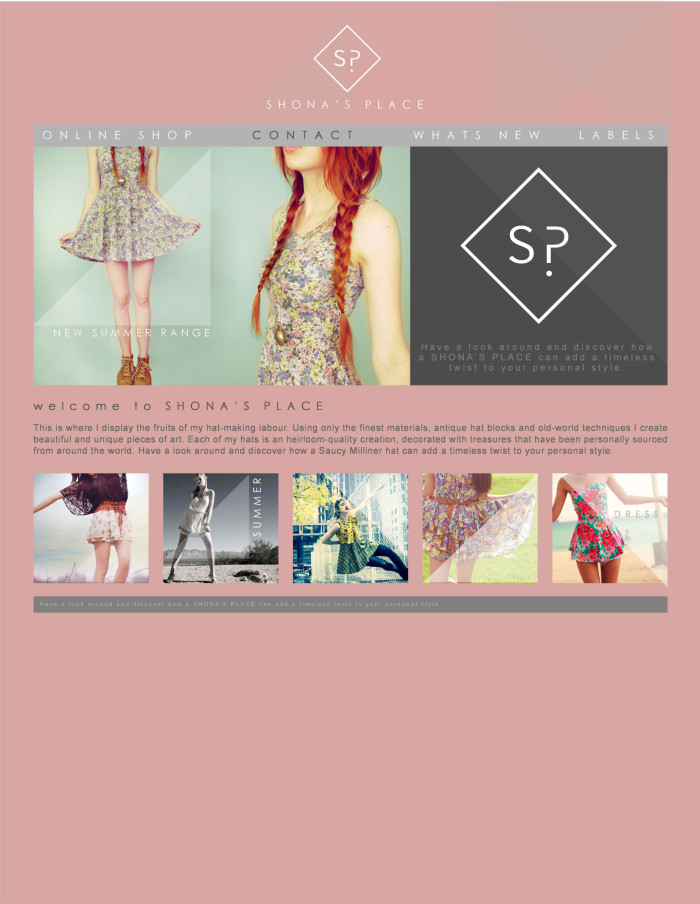 SP
SHONA'S PLACE
ONLINE SHOP CONTACT WHATS NEW LABELS
NEW SUMMER RANGE
SP
Have a look around and discover how
a SHONA'S PLACE can add a timeless
twist to your personal style.
welcome to SHONA'S PLACE
This is where I display the fruits of my hat-making labour. Using only the finest materials, antique hat blocks and old-world techniques I create
beautiful and unique pieces of art. Each of my hats is an heirloom-quality creation, decorated with treasures that have been personally sourced
from around the world. Have a look around and discover how a Saucy Milliner hat can add a timeless twist to your personal style.
SUMMER
DRESS
Have a look around and discover how a SHONA'S PLACE can add a timeless twist to your personal style